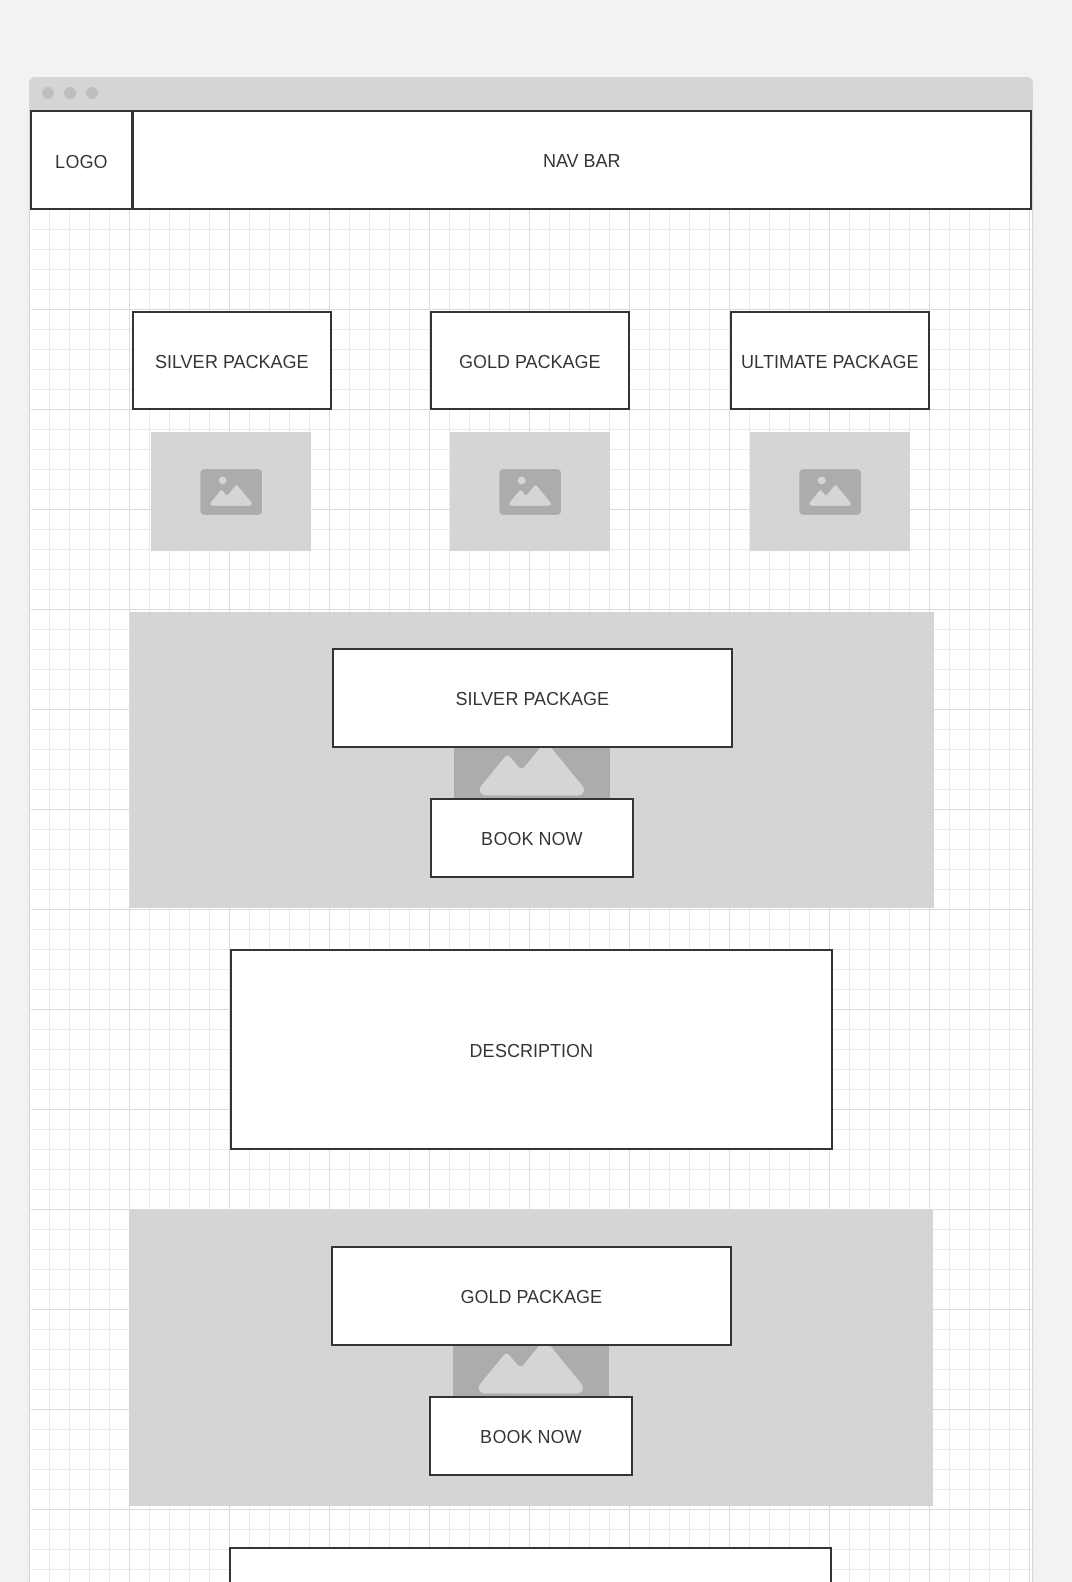 LOGO
NAV BAR
SILVER PACKAGE
GOLD PACKAGE
ULTIMATE PACKAGE
SILVER PACKAGE
BOOK NOW
DESCRIPTION
GOLD PACKAGE
BOOK NOW